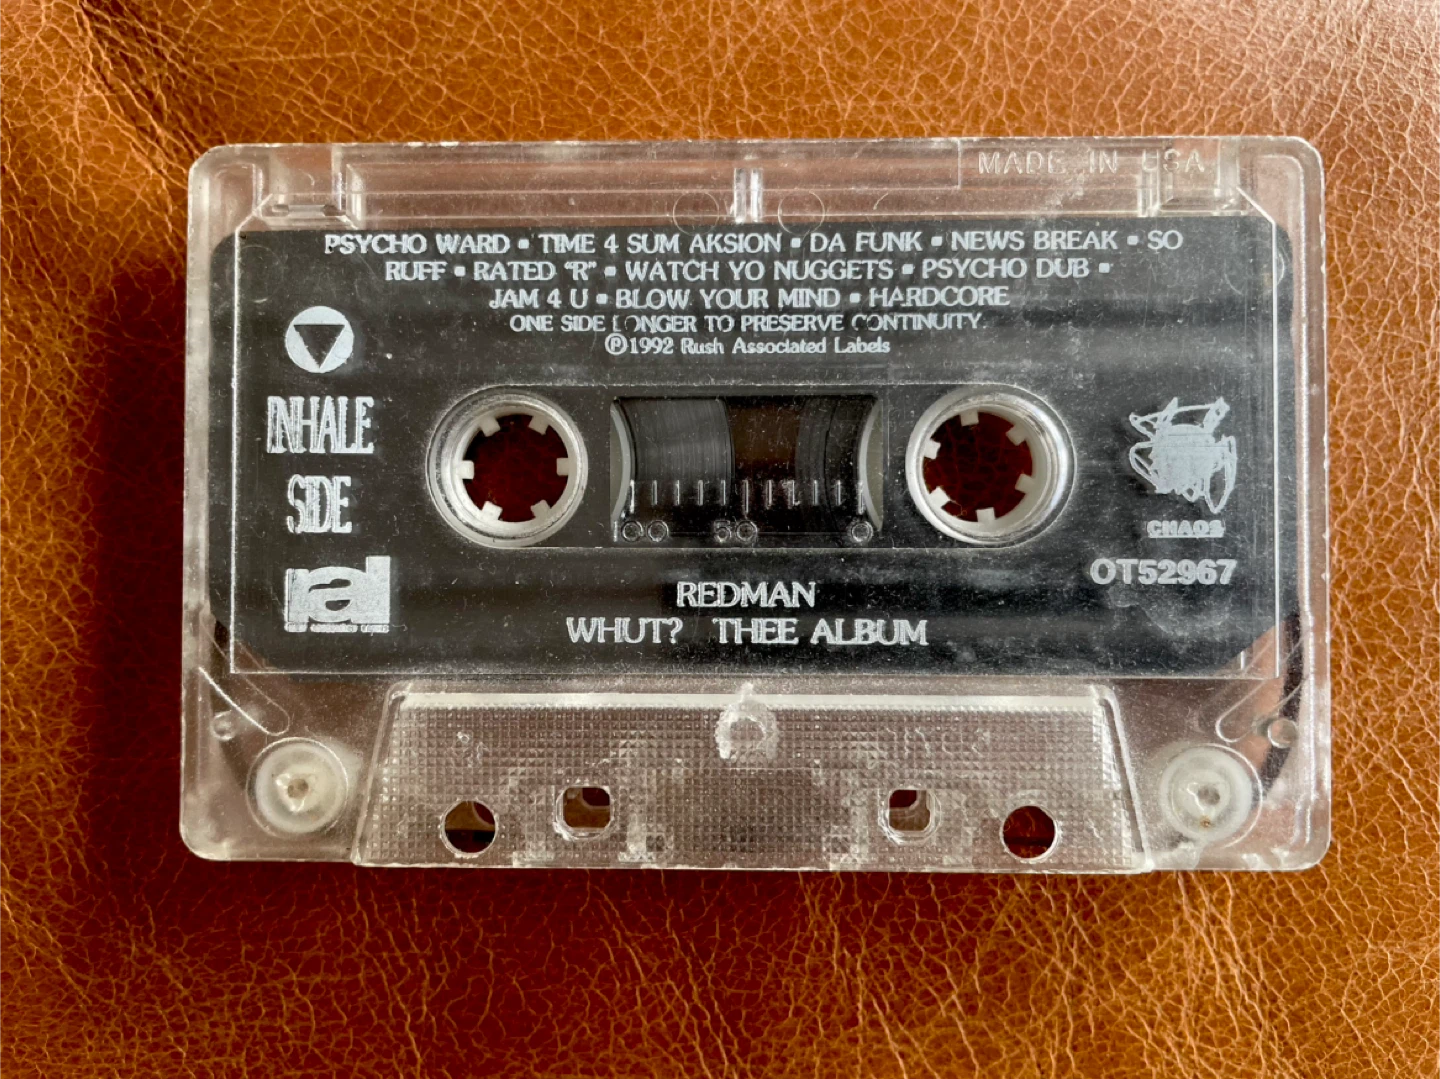 MADE IN USA
PSYCHO WARD ▪ TIME 4 SUM AKSION ▪ DA FUNK ▪ NEWS BREAK ▪ SO
RUFF ▪ RATED "R" ▪ WATCH YO NUGGETS ▪ PSYCHO DUB ▪
JAM 4 U ▪ BLOW YOUR MIND ▪ HARDCORE
ONE SIDE LONGER TO PRESERVE CONTINUITY.
℗1992 Rush Associated Labels
INHALE
SIDE
100 50 0
CHAOS
OT52967
ral
REDMAN
WHUT? THEE ALBUM